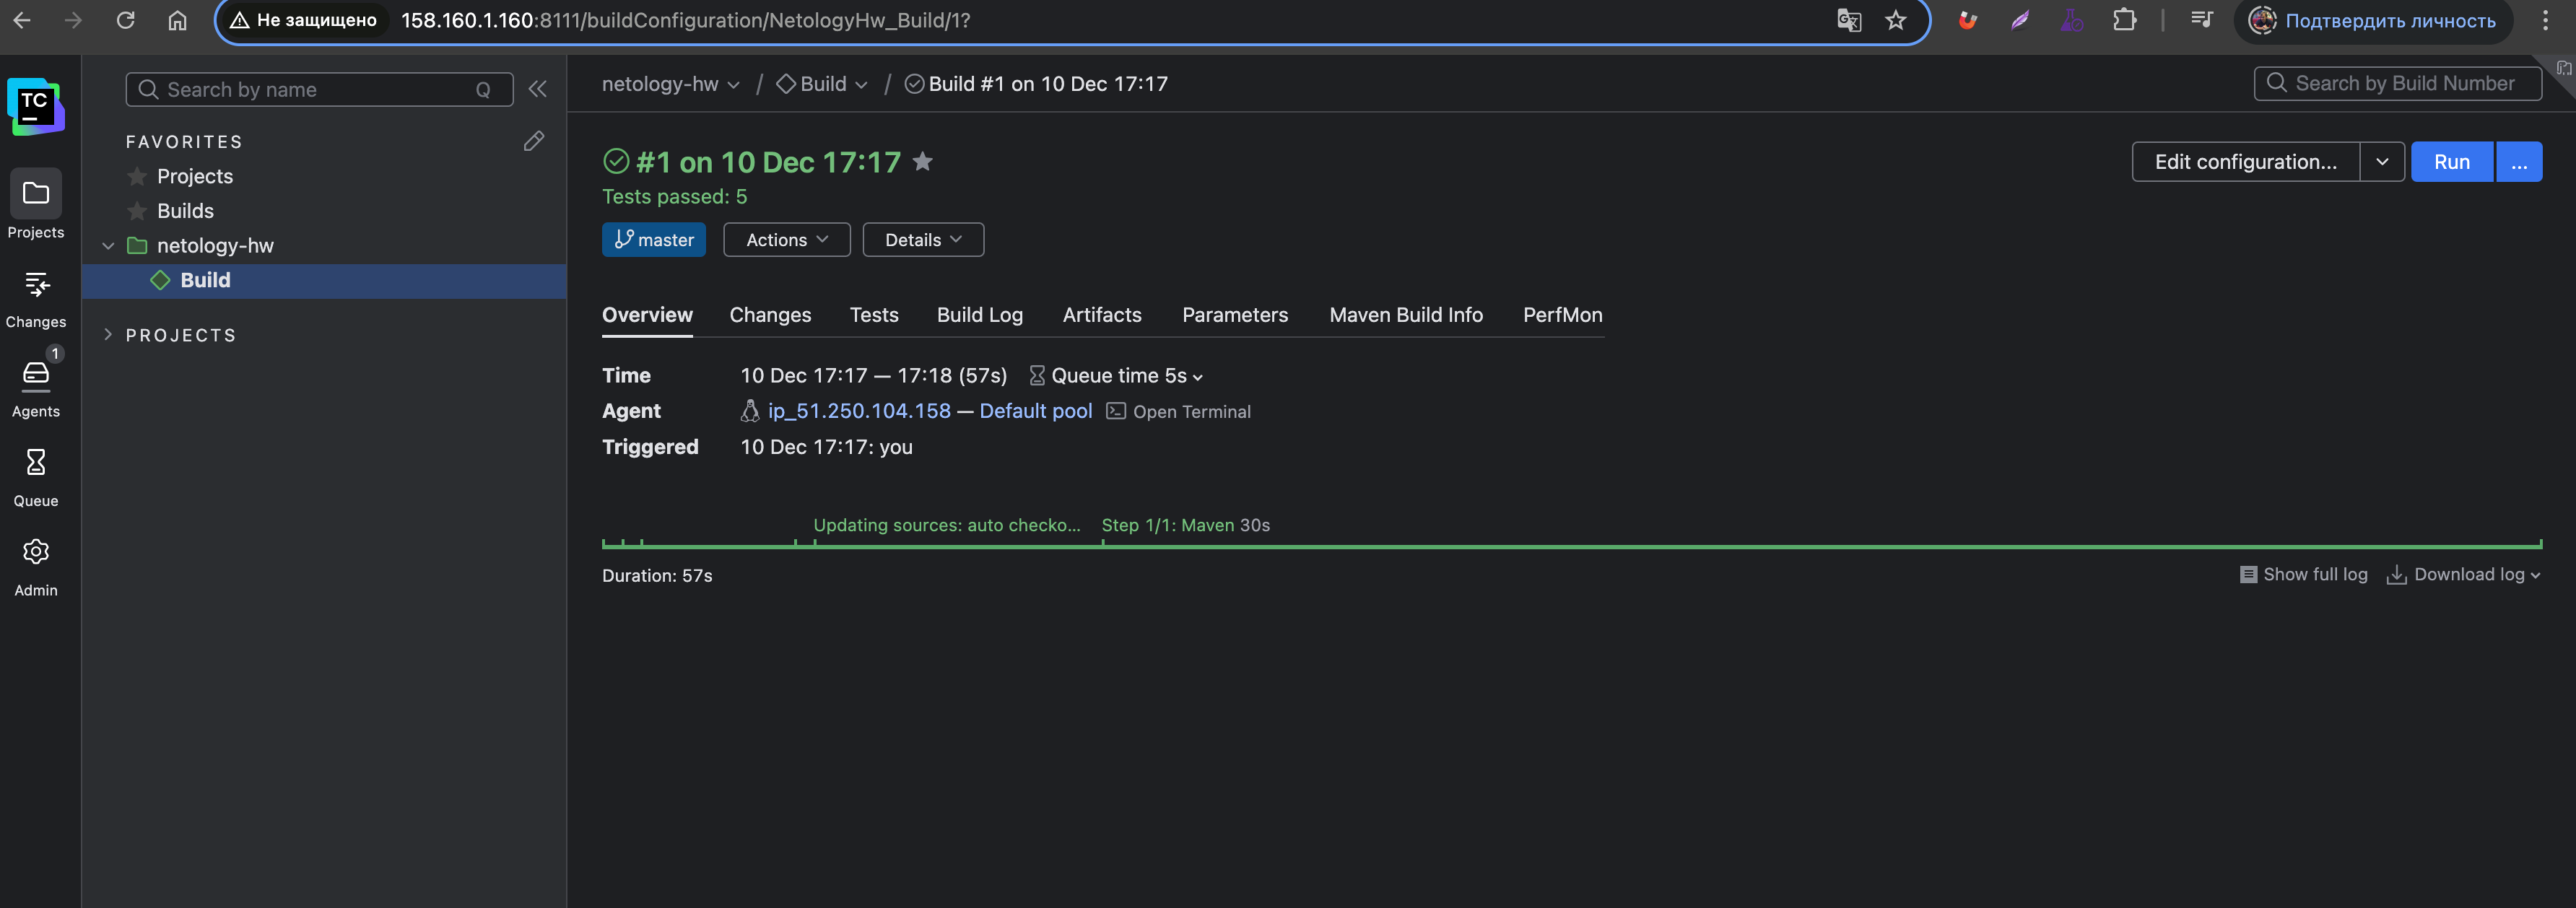 Не защищено 158.160.1.160:8111/buildConfiguration/NetologyHw_Build/1?
Подтвердить личность
TC
Projects
Changes
1
Agents
Queue
Admin
Search by name Q
FAVORITES
Projects
Builds
netology-hw
Build
PROJECTS
netology-hw / Build / Build #1 on 10 Dec 17:17
Search by Build Number
#1 on 10 Dec 17:17
Edit configuration... Run ...
Tests passed: 5
master Actions Details
Overview Changes Tests Build Log Artifacts Parameters Maven Build Info PerfMon
Time 10 Dec 17:17 — 17:18 (57s) Queue time 5s
Agent ip_51.250.104.158 — Default pool Open Terminal
Triggered 10 Dec 17:17: you
Updating sources: auto checko... Step 1/1: Maven 30s
Duration: 57s
Show full log Download log